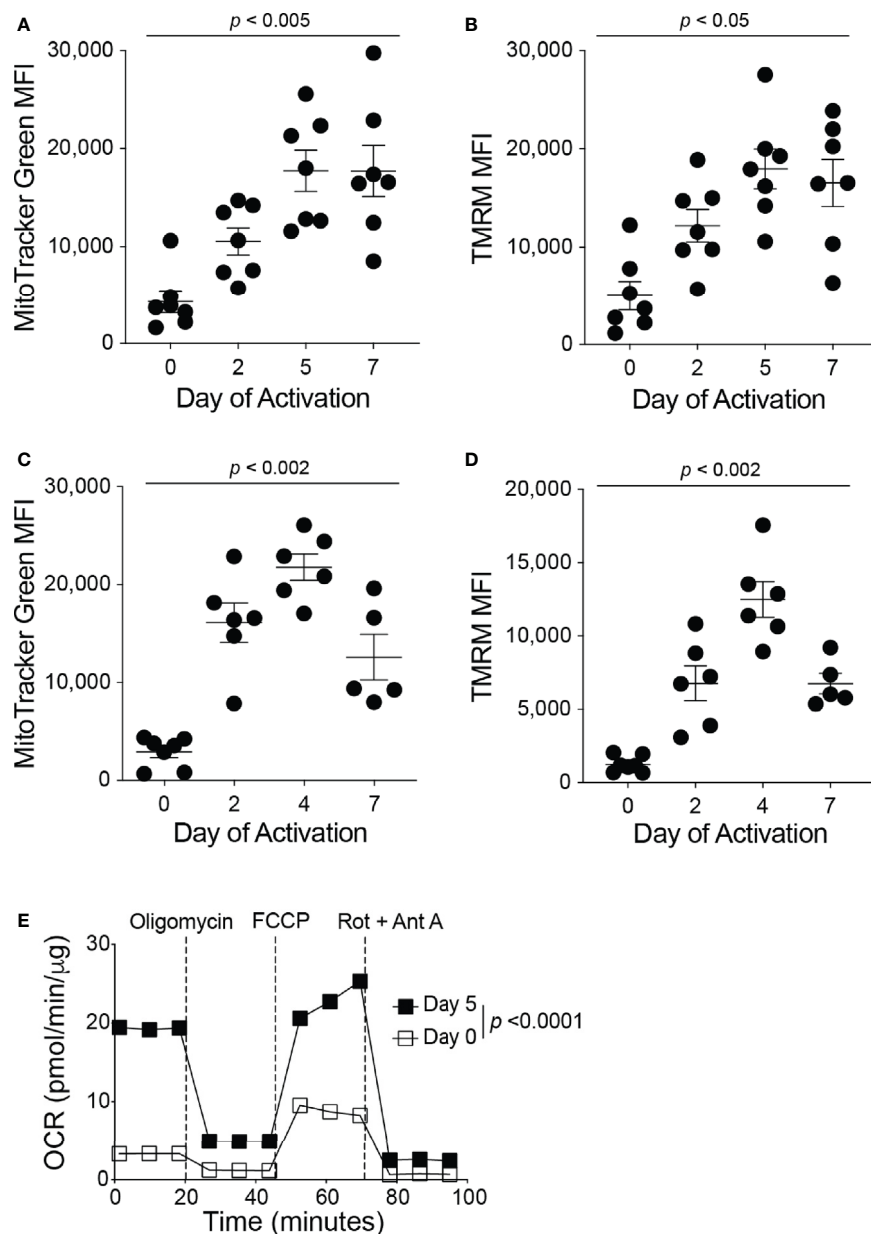 A
p < 0.005
MitoTracker Green MFI
30,000
20,000
10,000
0
0 2 5 7
Day of Activation
B
p < 0.05
TMRM MFI
30,000
20,000
10,000
0
0 2 5 7
Day of Activation
C
p < 0.002
MitoTracker Green MFI
30,000
20,000
10,000
0
0 2 4 7
Day of Activation
D
p < 0.002
TMRM MFI
20,000
15,000
10,000
5,000
0
0 2 4 7
Day of Activation
E
Oligomycin FCCP Rot + Ant A
OCR (pmol/min/µg)
30
20
10
0
0 20 40 60 80 100
Time (minutes)
Day 5
Day 0
p <0.0001